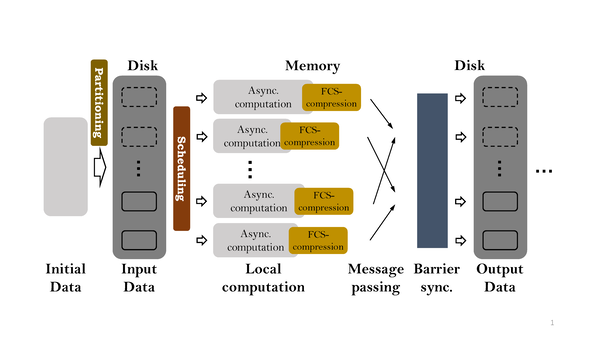 Disk
Memory
Disk
Partitioning
Scheduling
Async.
computation
FCS-
compression
Async.
computation
FCS-
compression
Async.
computation
FCS-
compression
Async.
computation
FCS-
compression
...
Initial
Data
Input
Data
Local
computation
Message
passing
Barrier
sync.
Output
Data
1